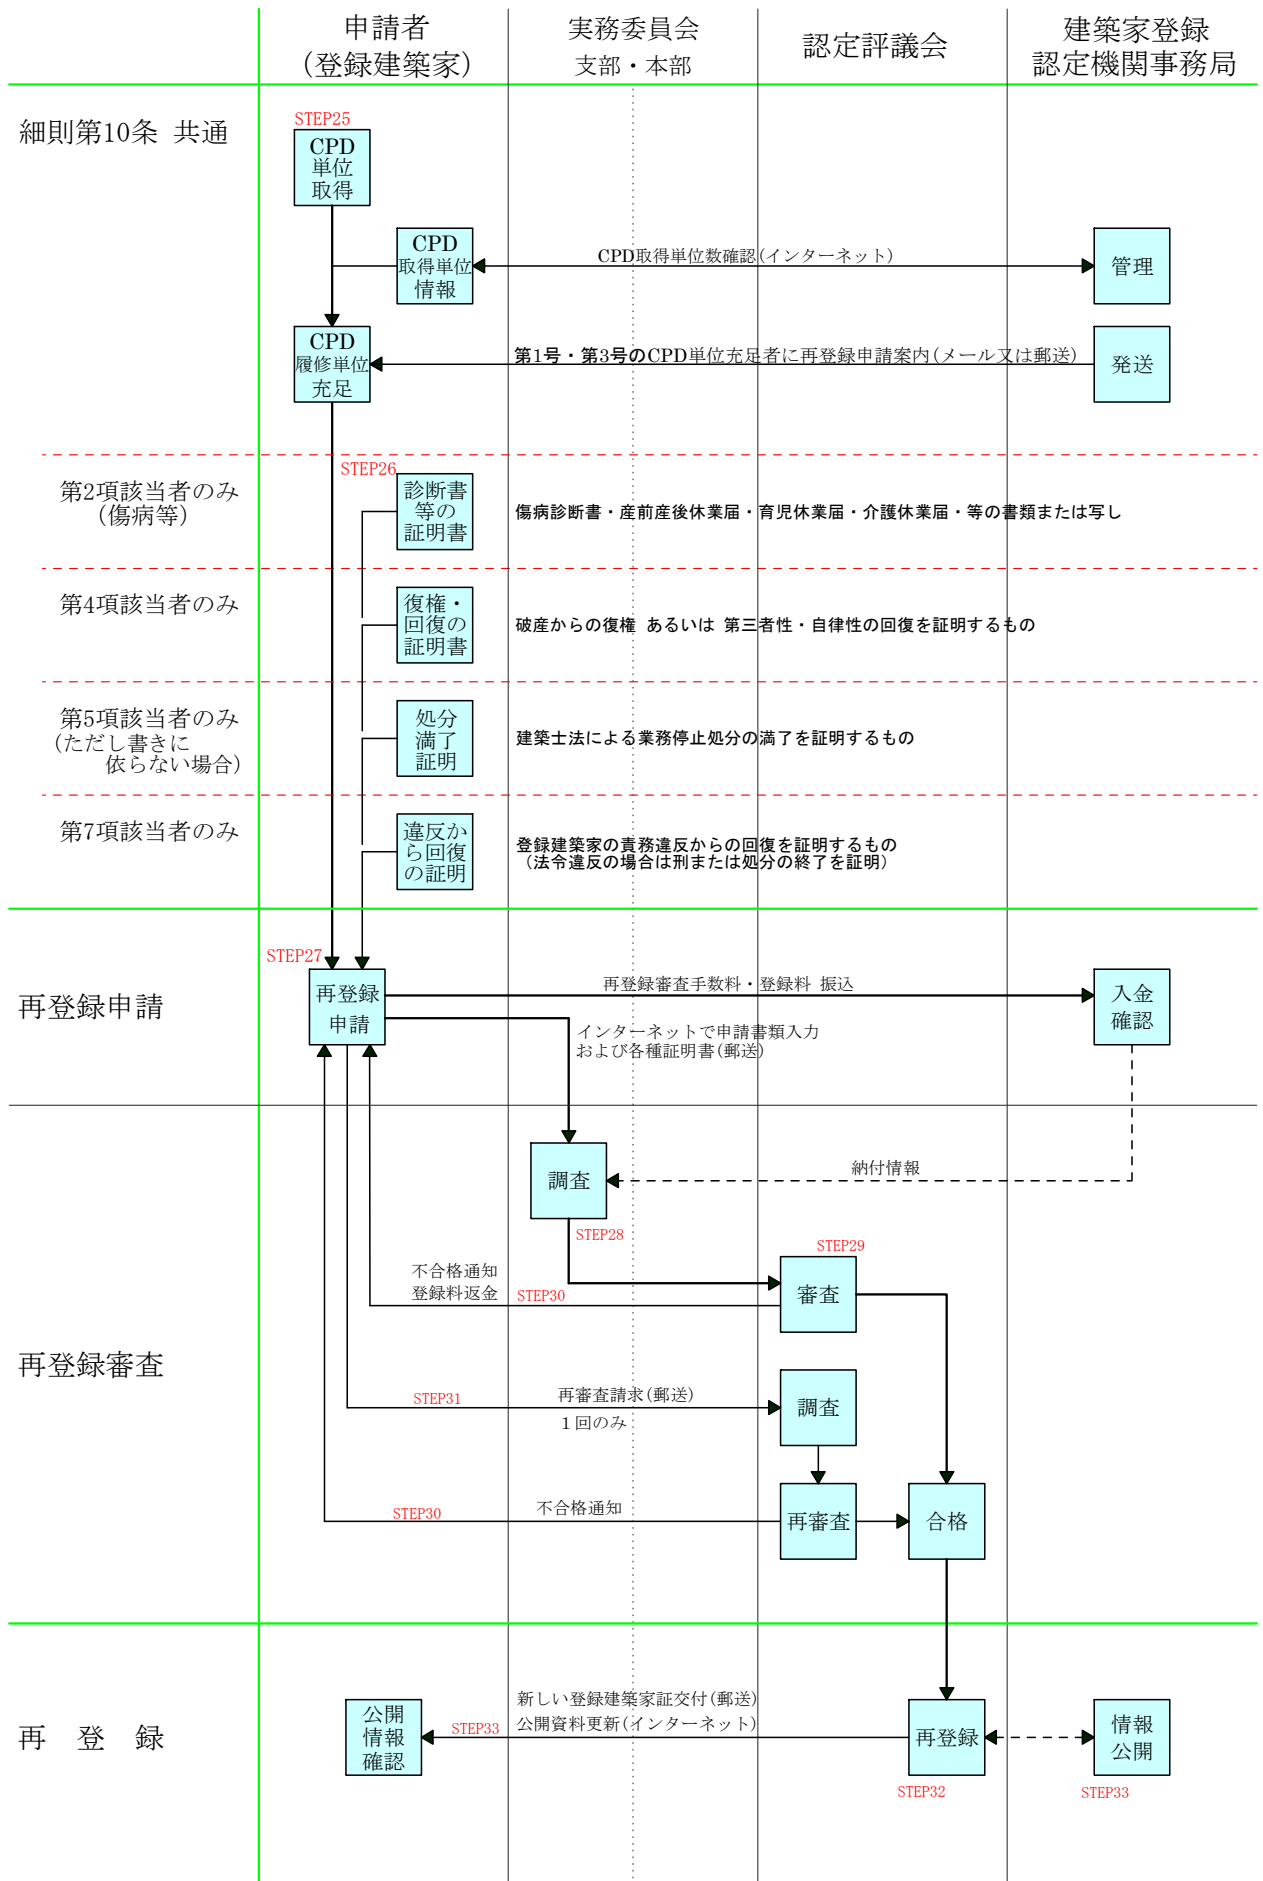 申請者
(登録建築家)
実務委員会
支部・本部
認定評議会
建築家登録
認定機関事務局
細則第10条 共通
STEP25
CPD
単位
取得
CPD
取得単位
情報
CPD取得単位数確認(インターネット)
管理
CPD
履修単位
充足
第1号・第3号のCPD単位充足者に再登録申請案内(メール又は郵送)
発送
第2項該当者のみ
(傷病等)
STEP26
診断書
等の
証明書
傷病診断書・産前産後休業届・育児休業届・介護休業届・等の書類または写し
第4項該当者のみ
復権・
回復の
証明書
破産からの復権 あるいは 第三者性・自律性の回復を証明するもの
第5項該当者のみ
(ただし書きに
依らない場合)
処分
満了
証明
建築士法による業務停止処分の満了を証明するもの
第7項該当者のみ
違反か
ら回復
の証明
登録建築家の責務違反からの回復を証明するもの
(法令違反の場合は刑または処分の終了を証明)
再登録申請
STEP27
再登録
申請
再登録審査手数料・登録料 振込
入金
確認
インターネットで申請書類入力
および各種証明書(郵送)
調査
納付情報
STEP28
STEP29
審査
不合格通知
登録料返金
STEP30
再登録審査
STEP31
再審査請求(郵送)
1回のみ
調査
STEP30
不合格通知
再審査
合格
再 登 録
公開
情報
確認
STEP33
新しい登録建築家証交付(郵送)
公開資料更新(インターネット)
再登録
STEP32
情報
公開
STEP33